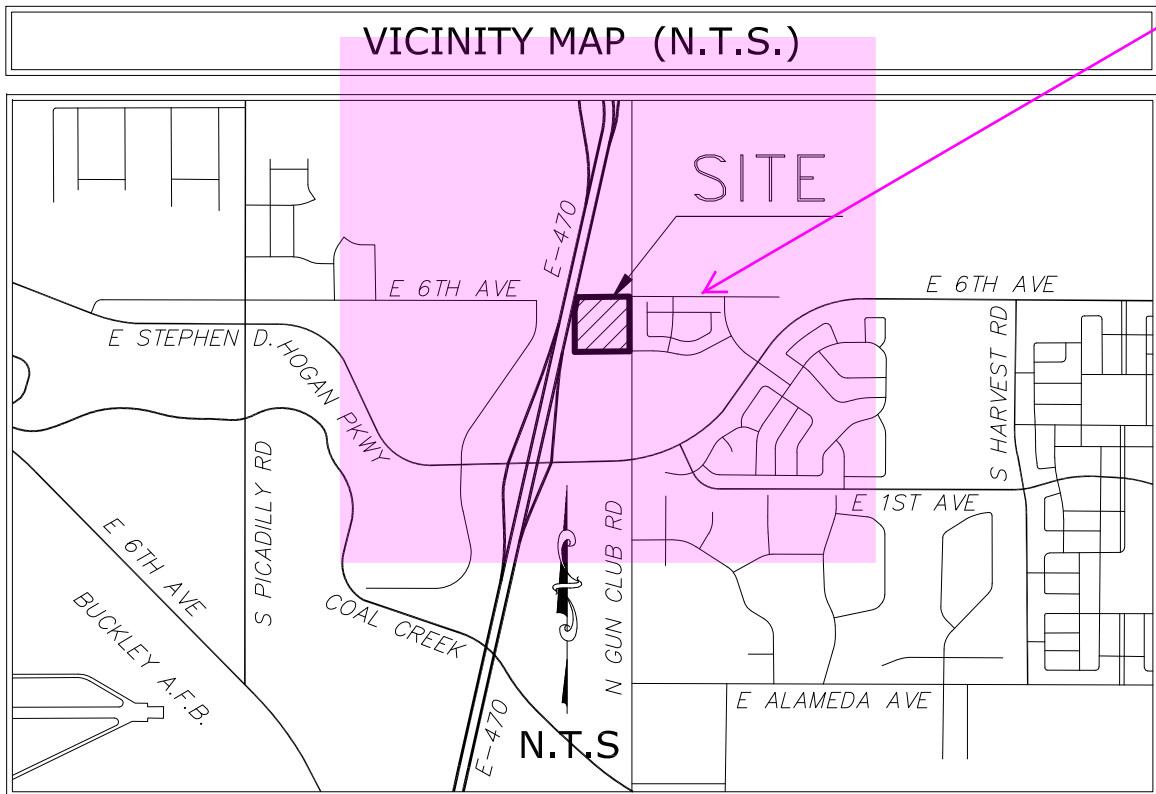 VICINITY MAP (N.T.S.)
SITE
E-470
E 6TH AVE
E 6TH AVE
E STEPHEN D. HOGAN PKWY
S HARVEST RD
S PICADILLY RD
E 1ST AVE
E 6TH AVE
N GUN CLUB RD
BUCKLEY A.F.B.
COAL CREEK
E ALAMEDA AVE
E-470
N.T.S